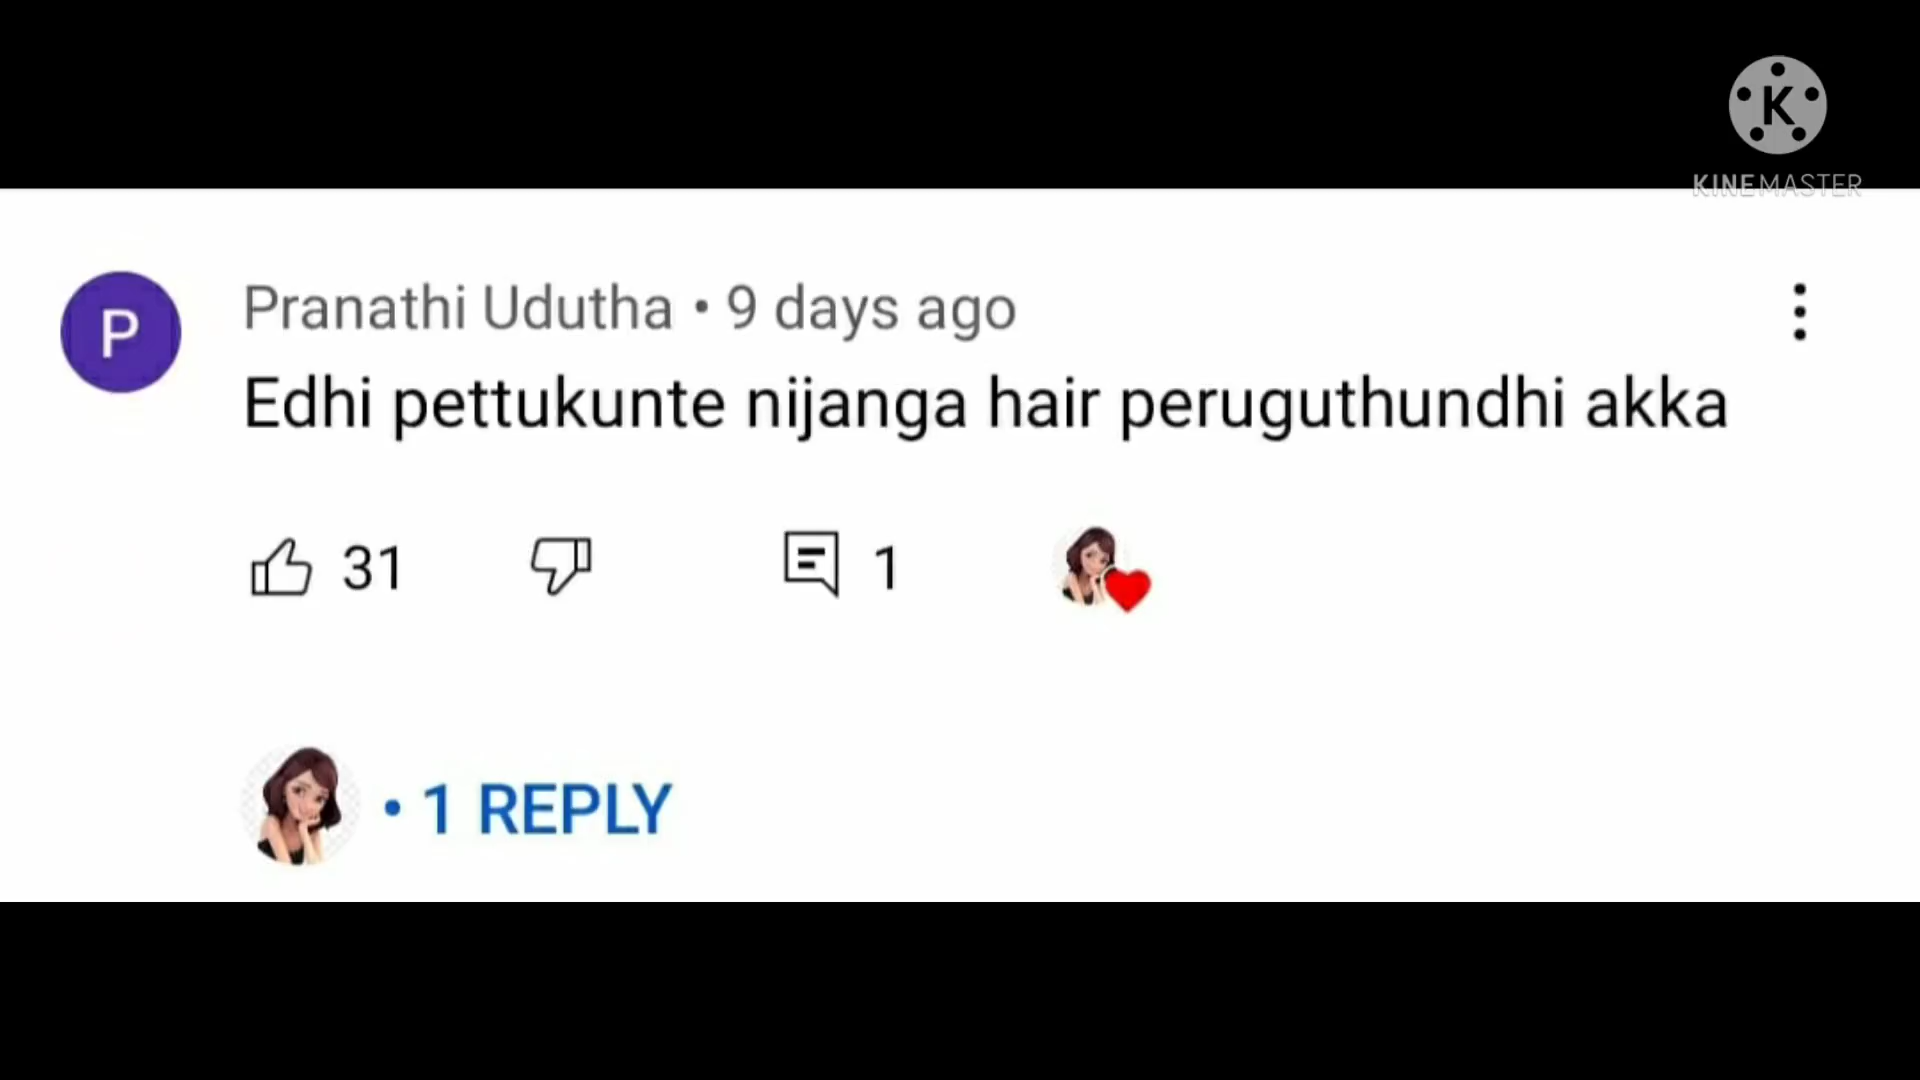 K
KINEMASTER
P
Pranathi Udutha • 9 days ago
Edhi pettukunte nijanga hair peruguthundhi akka
31
1
• 1 REPLY